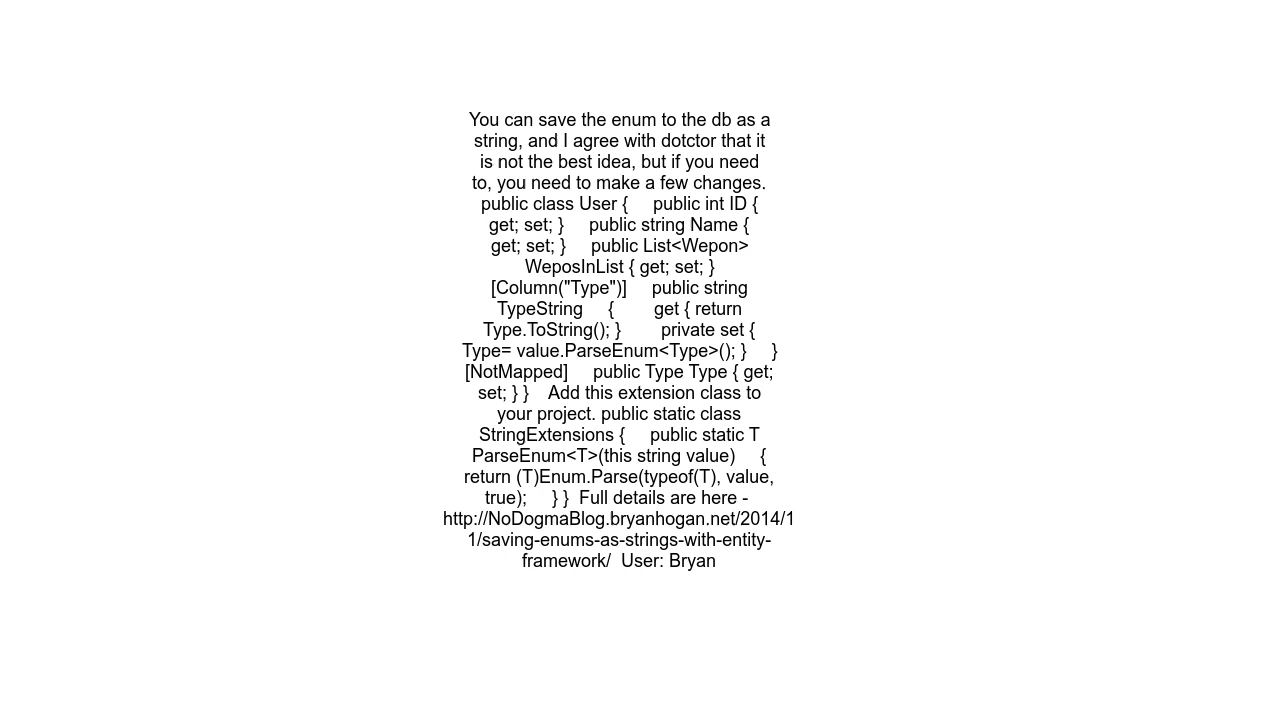 You can save the enum to the db as a
string, and I agree with dotctor that it
is not the best idea, but if you need
to, you need to make a few changes.
public class User {     public int ID {
get; set; }     public string Name {
get; set; }     public List<Wepon>
WeposInList { get; set; }
[Column("Type")]     public string
TypeString     {        get { return
Type.ToString(); }        private set {
Type= value.ParseEnum<Type>(); }     }
[NotMapped]     public Type Type { get;
set; } }    Add this extension class to
your project. public static class
StringExtensions {     public static T
ParseEnum<T>(this string value)     {
return (T)Enum.Parse(typeof(T), value,
true);     } }  Full details are here -
http://NoDogmaBlog.bryanhogan.net/2014/1
1/saving-enums-as-strings-with-entity-
framework/  User: Bryan